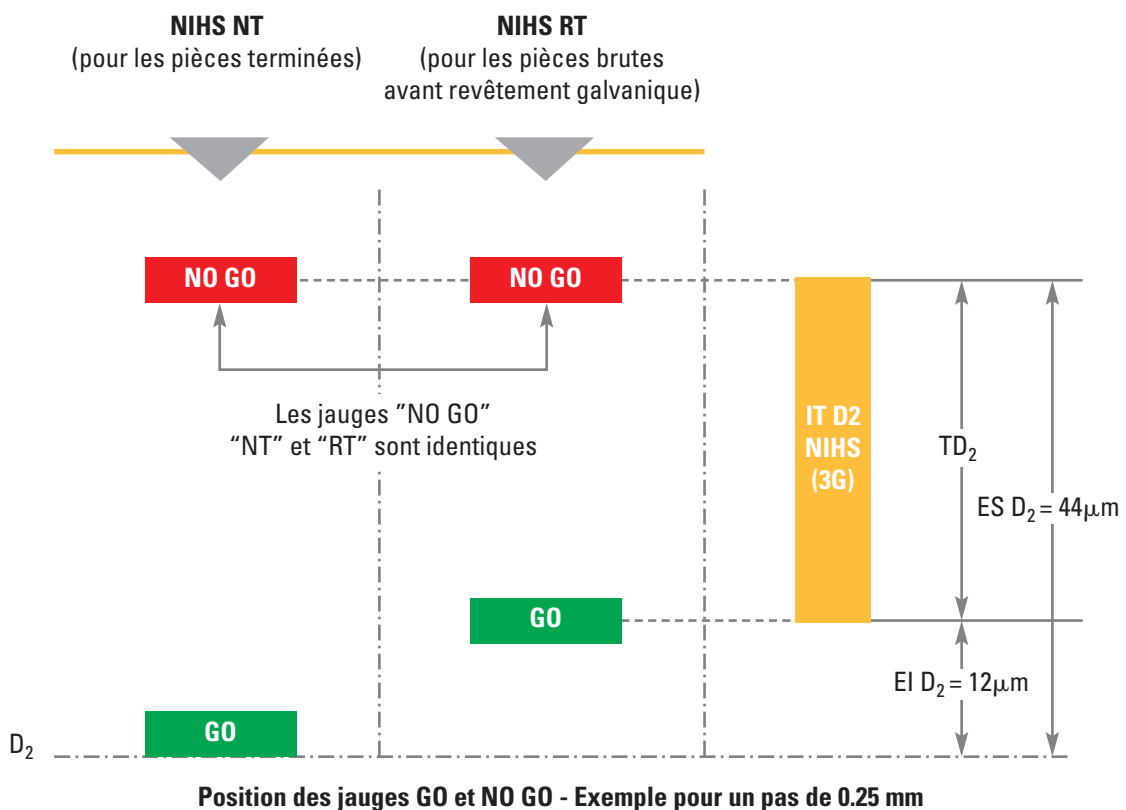 NIHS NT
(pour les pièces terminées)
NIHS RT
(pour les pièces brutes
avant revêtement galvanique)
NO GO
NO GO
Les jauges ”NO GO”
“NT” et “RT” sont identiques
IT D2
NIHS
(3G)
TD₂
ES D₂ = 44μm
GO
EI D₂ = 12μm
GO
D₂
Position des jauges GO et NO GO - Exemple pour un pas de 0.25 mm